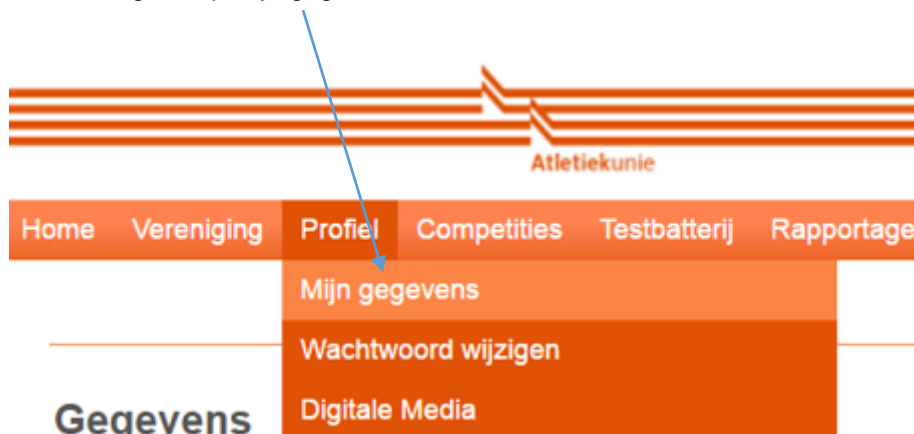 Atletiekunie
Home Vereniging Profiel Competities Testbatterij Rapportage
Mijn gegevens
Wachtwoord wijzigen
Digitale Media
Gegevens